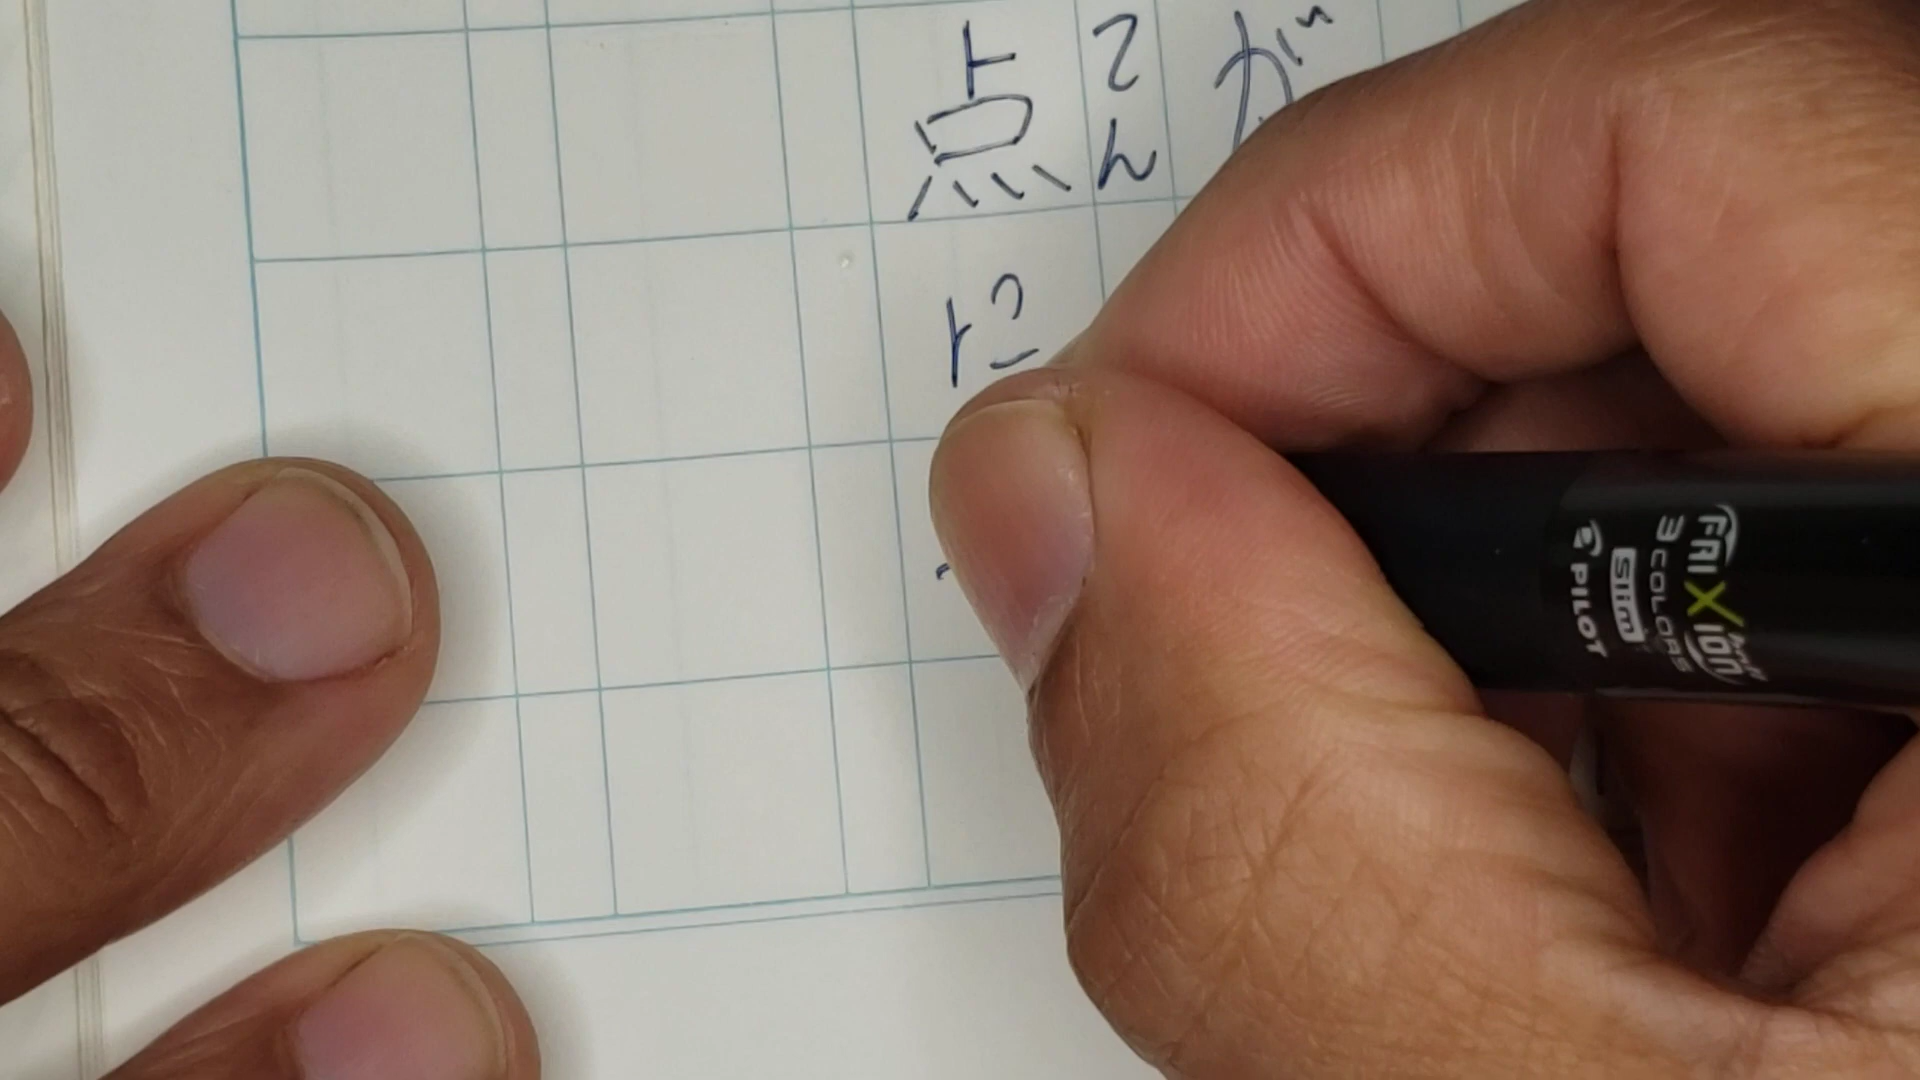 が
点に
てん
FRIXION
3 COLORS
Slim
PILOT